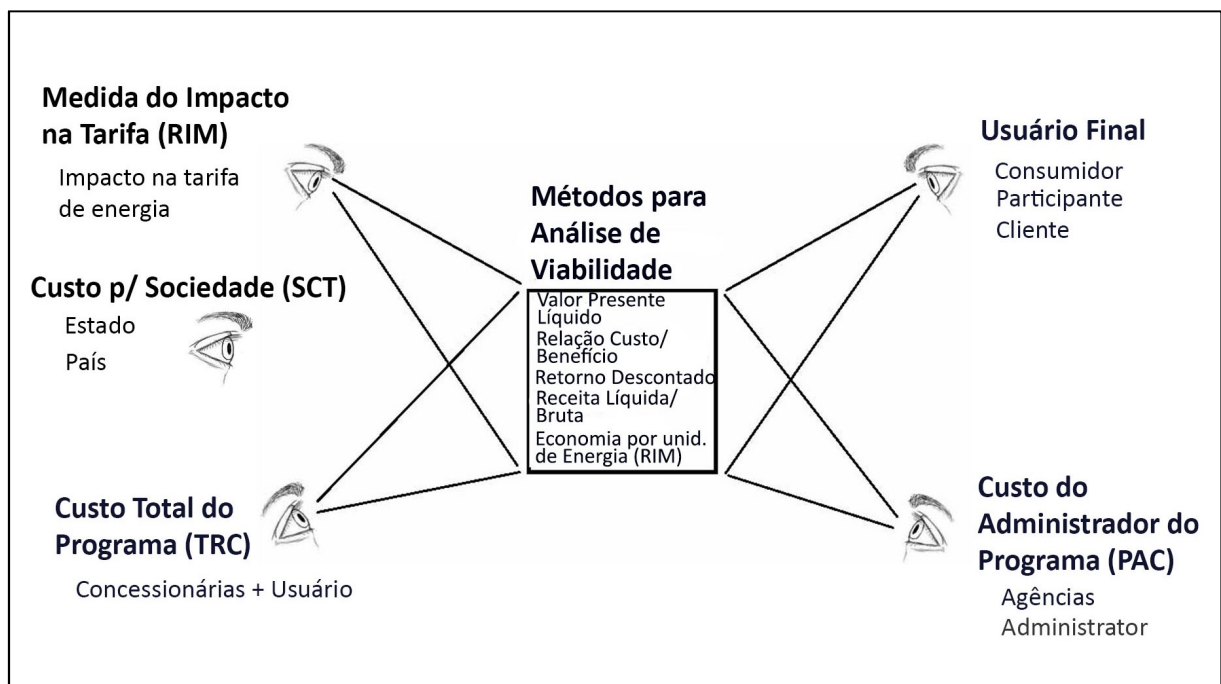 Medida do Impacto
na Tarifa (RIM)
Impacto na tarifa
de energia
Custo p/ Sociedade (SCT)
Estado
País
Custo Total do
Programa (TRC)
Concessionárias + Usuário
Métodos para
Análise de
Viabilidade
Valor Presente
Líquido
Relação Custo/
Benefício
Retorno Descontado
Receita Líquida/
Bruta
Economia por unid.
de Energia (RIM)
Usuário Final
Consumidor
Participante
Cliente
Custo do
Administrador do
Programa (PAC)
Agências
Administrator